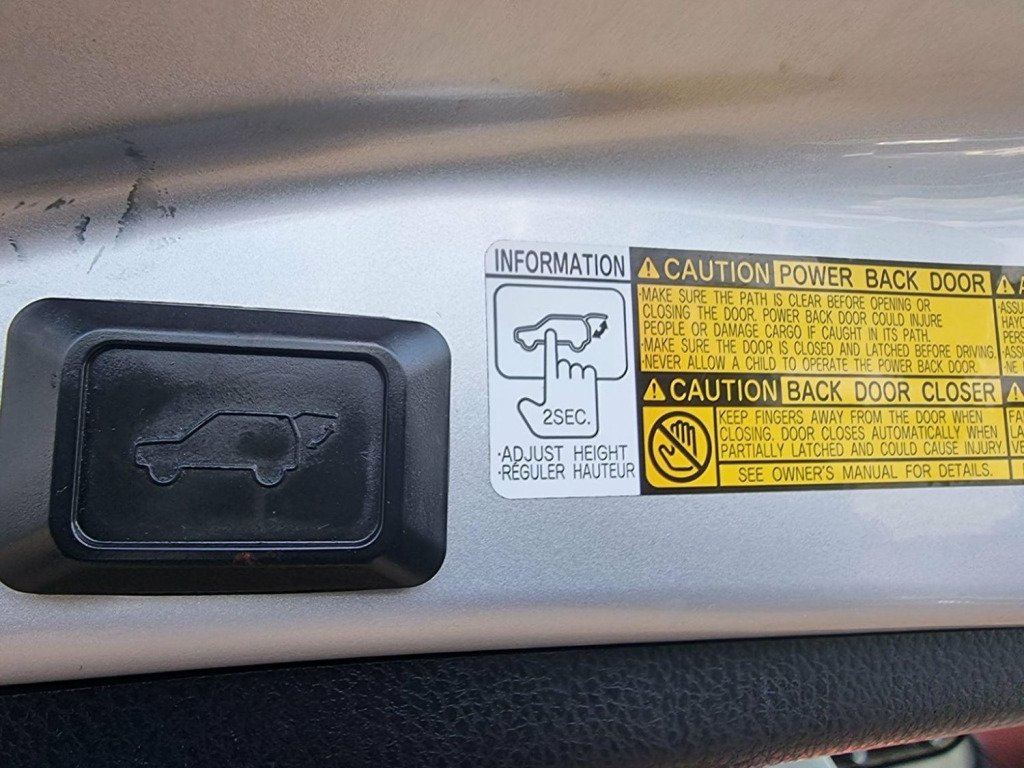 INFORMATION
2SEC.
·ADJUST HEIGHT
·RÉGULER HAUTEUR
CAUTION POWER BACK DOOR
·MAKE SURE THE PATH IS CLEAR BEFORE OPENING OR
CLOSING THE DOOR. POWER BACK DOOR COULD INJURE
PEOPLE OR DAMAGE CARGO IF CAUGHT IN ITS PATH.
·MAKE SURE THE DOOR IS CLOSED AND LATCHED BEFORE DRIVING.
·NEVER ALLOW A CHILD TO OPERATE THE POWER BACK DOOR.
CAUTION BACK DOOR CLOSER
KEEP FINGERS AWAY FROM THE DOOR WHEN
CLOSING. DOOR CLOSES AUTOMATICALLY WHEN
PARTIALLY LATCHED AND COULD CAUSE INJURY.
SEE OWNER'S MANUAL FOR DETAILS.